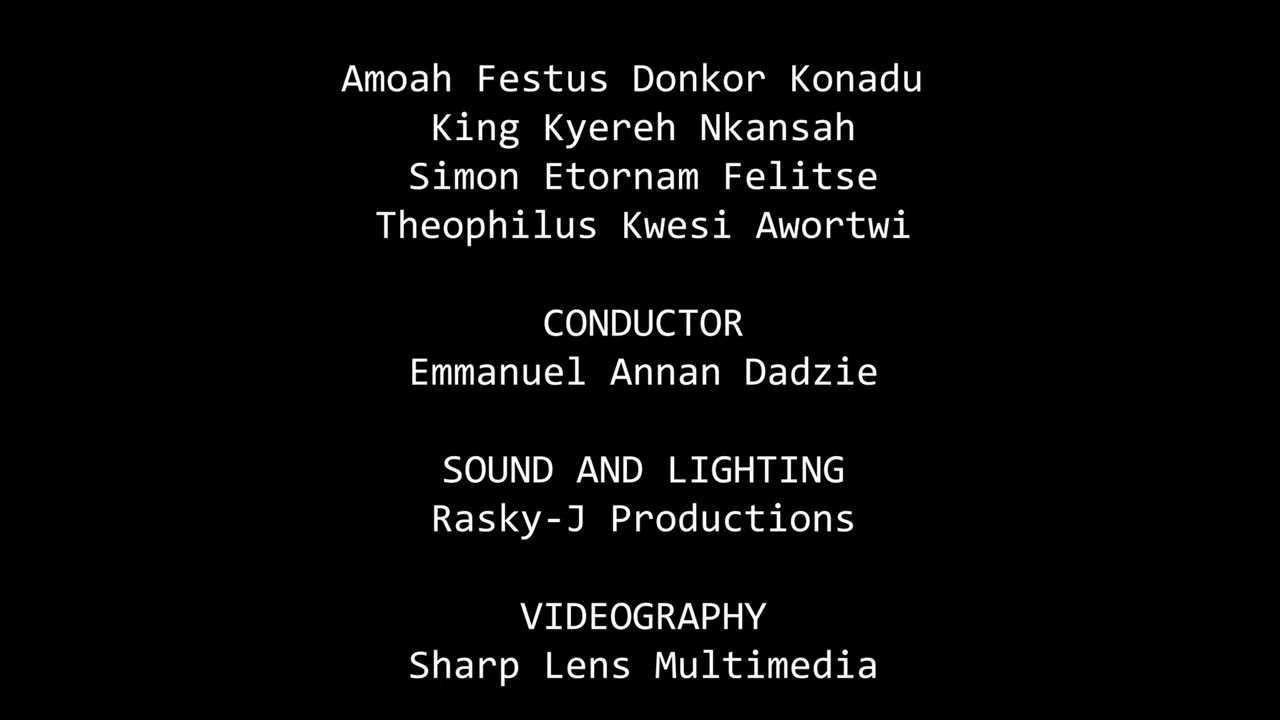 Amoah Festus Donkor Konadu
King Kyereh Nkansah
Simon Etornam Felitse
Theophilus Kwesi Awortwi
CONDUCTOR
Emmanuel Annan Dadzie
SOUND AND LIGHTING
Rasky-J Productions
VIDEOGRAPHY
Sharp Lens Multimedia